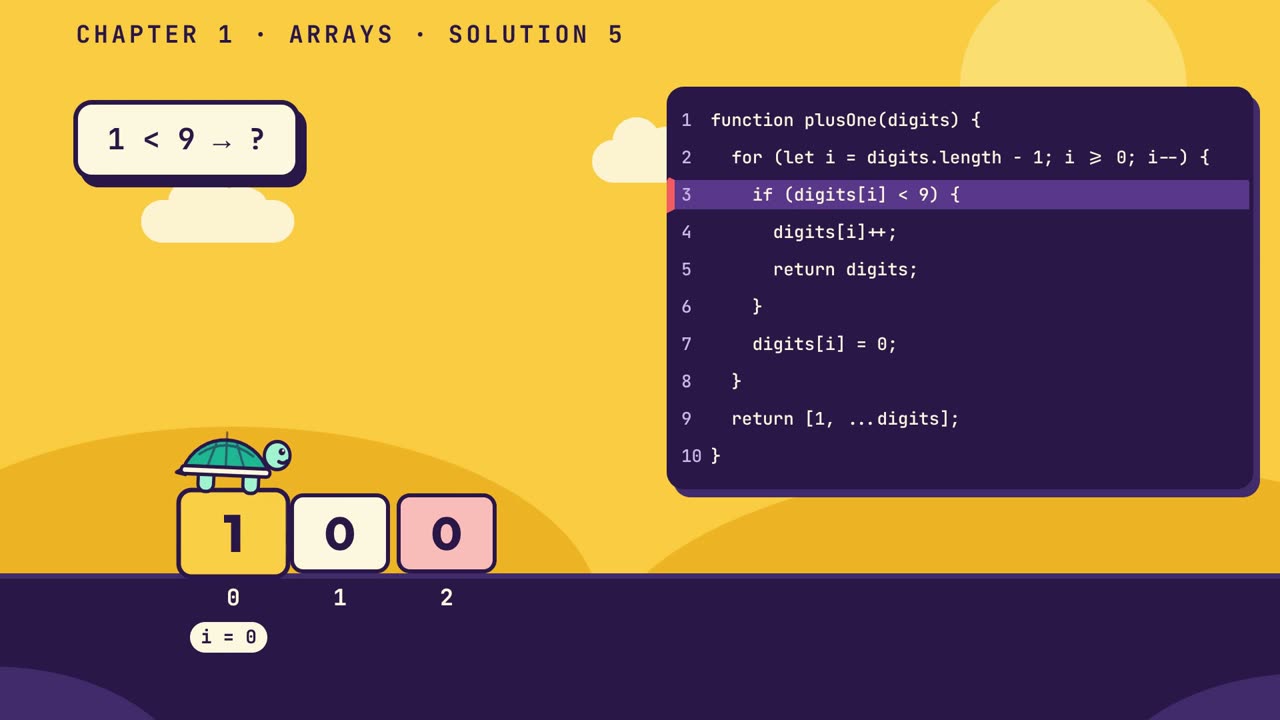 CHAPTER 1 · ARRAYS · SOLUTION 5
1 < 9 → ?
1 function plusOne(digits) {
2 for (let i = digits.length - 1; i >= 0; i--) {
3 if (digits[i] < 9) {
4 digits[i]++;
5 return digits;
6 }
7 digits[i] = 0;
8 }
9 return [1, ...digits];
10 }
1 0 0
0 1 2
i = 0